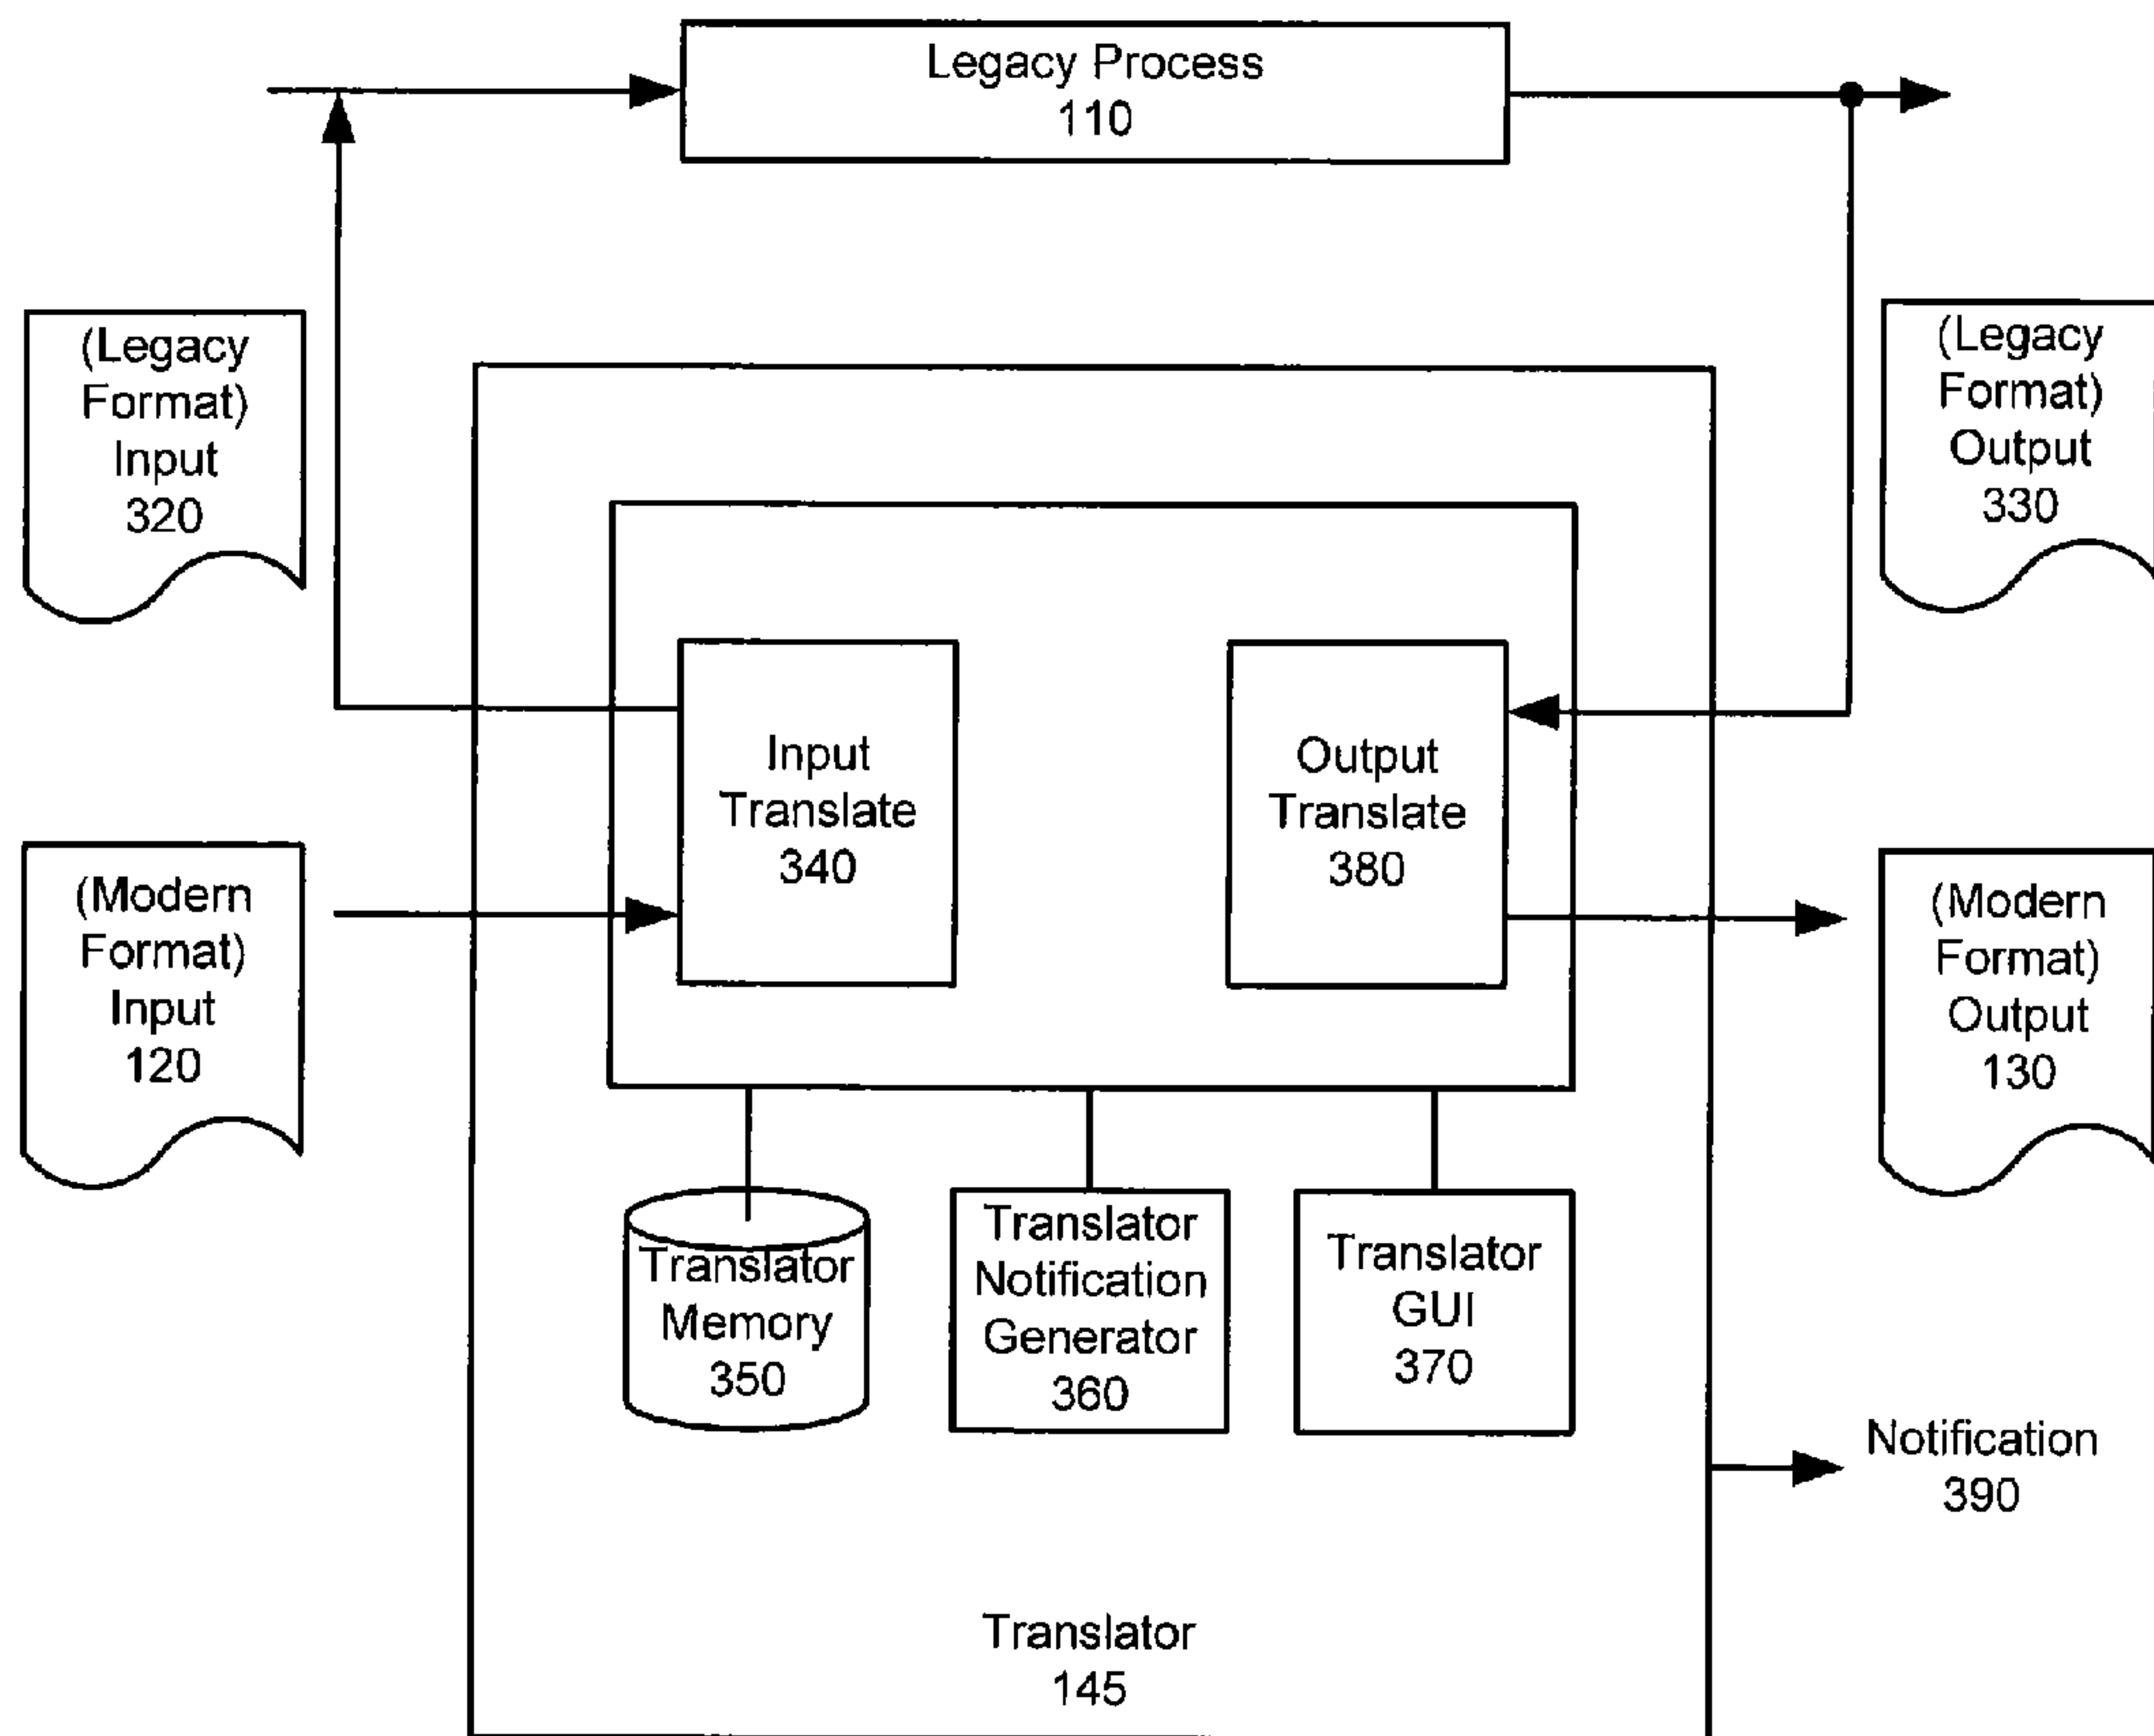 Legacy Process
110
(Legacy
Format)
Input
320
(Legacy
Format)
Output
330
Input
Translate
340
Output
Translate
380
(Modern
Format)
Input
120
(Modern
Format)
Output
130
Translator
Memory
350
Translator
Notification
Generator
360
Translator
GUI
370
Notification
390
Translator
145